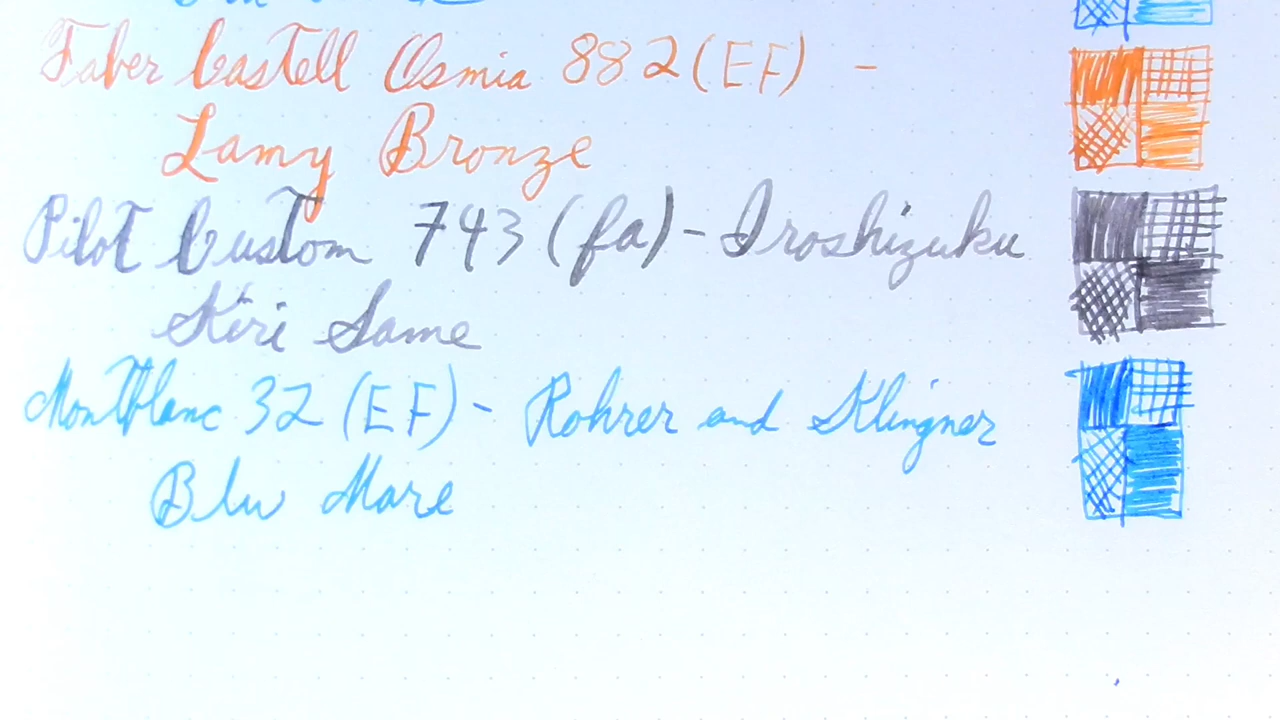 Faber Castell Osmia 882 (EF) -
Lamy Bronze
Pilot Custom 743 (fa) - Iroshizuku
Kiri Same
Montblanc 32 (EF) - Rohrer and Klingner
Blu Mare